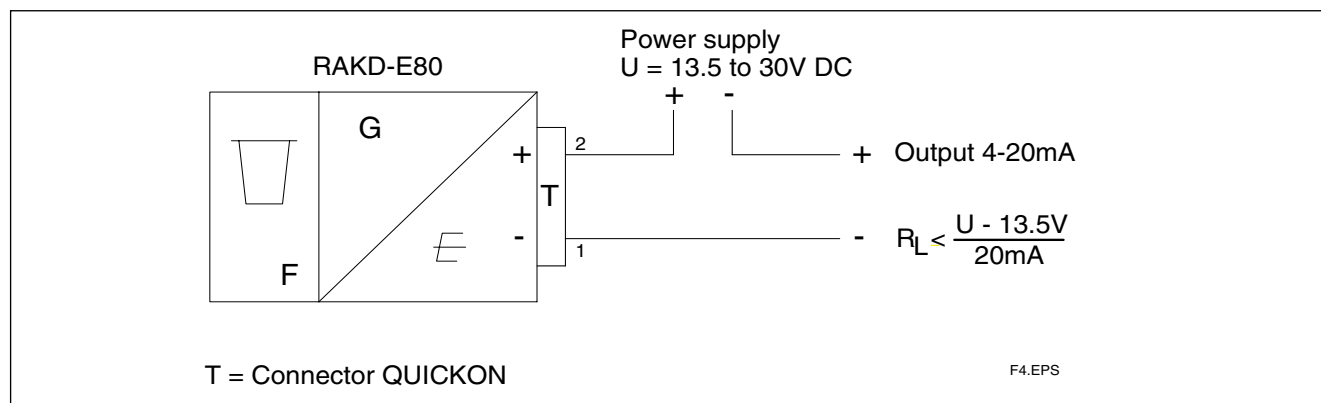 Power supply
RAKD-E80
U = 13.5 to 30V DC
+ -
G
+ 2
+ Output 4-20mA
T
- 1
- RL < U - 13.5V
20mA
E
F
T = Connector QUICKON
F4.EPS